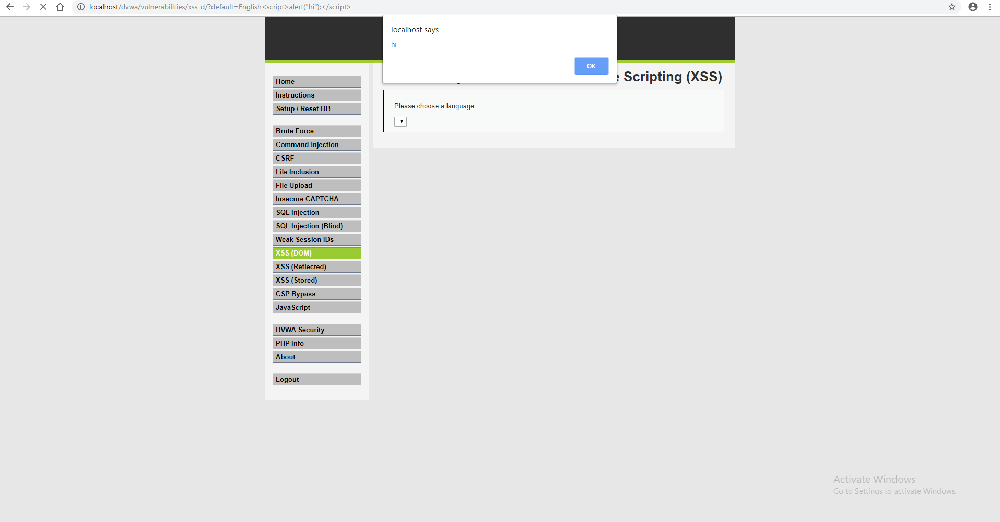 localhost/dvwa/vulnerabilities/xss_d/?default=English<script>alert("hi");</script>
localhost says
hi
OK
Scripting (XSS)
Please choose a language:
Home
Instructions
Setup / Reset DB
Brute Force
Command Injection
CSRF
File Inclusion
File Upload
Insecure CAPTCHA
SQL Injection
SQL Injection (Blind)
Weak Session IDs
XSS (DOM)
XSS (Reflected)
XSS (Stored)
CSP Bypass
JavaScript
DVWA Security
PHP Info
About
Logout
Activate Windows
Go to Settings to activate Windows.